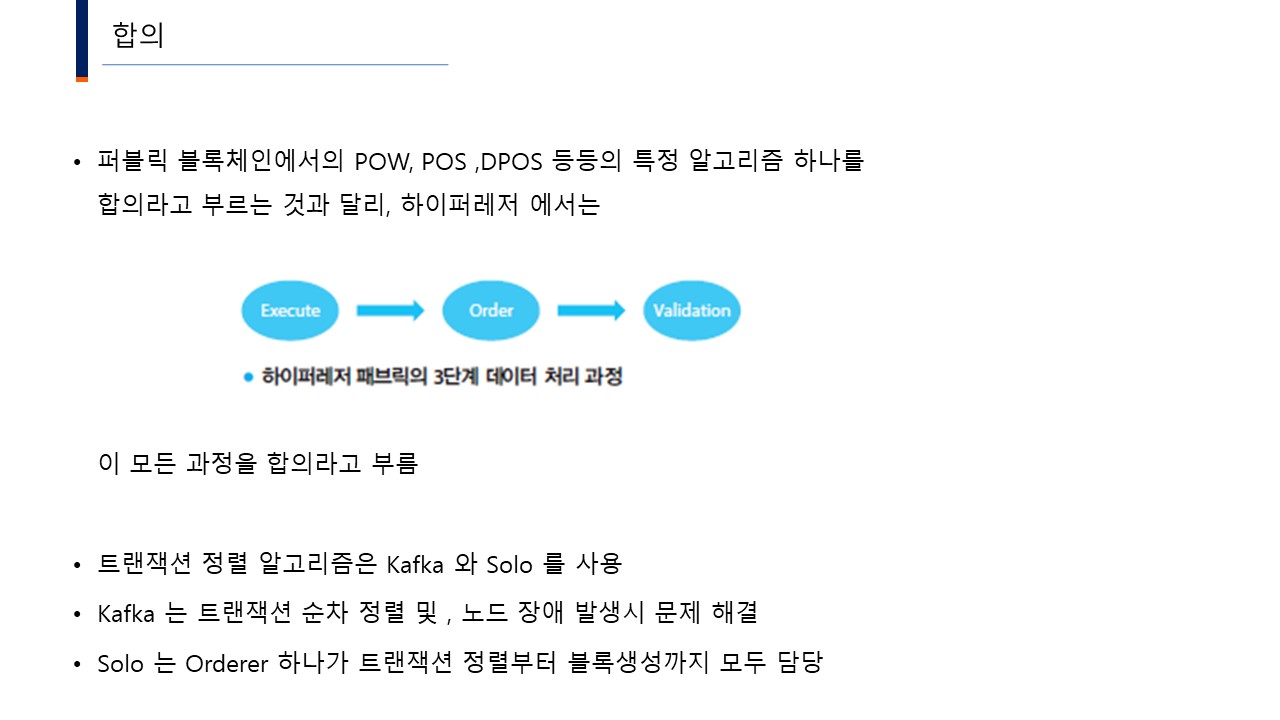 합의
• 퍼블릭 블록체인에서의 POW, POS ,DPOS 등등의 특정 알고리즘 하나를
합의라고 부르는 것과 달리, 하이퍼레저 에서는
Execute
Order
Validation
• 하이퍼레저 패브릭의 3단계 데이터 처리 과정
이 모든 과정을 합의라고 부름
• 트랜잭션 정렬 알고리즘은 Kafka 와 Solo 를 사용
• Kafka 는 트랜잭션 순차 정렬 및 , 노드 장애 발생시 문제 해결
• Solo 는 Orderer 하나가 트랜잭션 정렬부터 블록생성까지 모두 담당